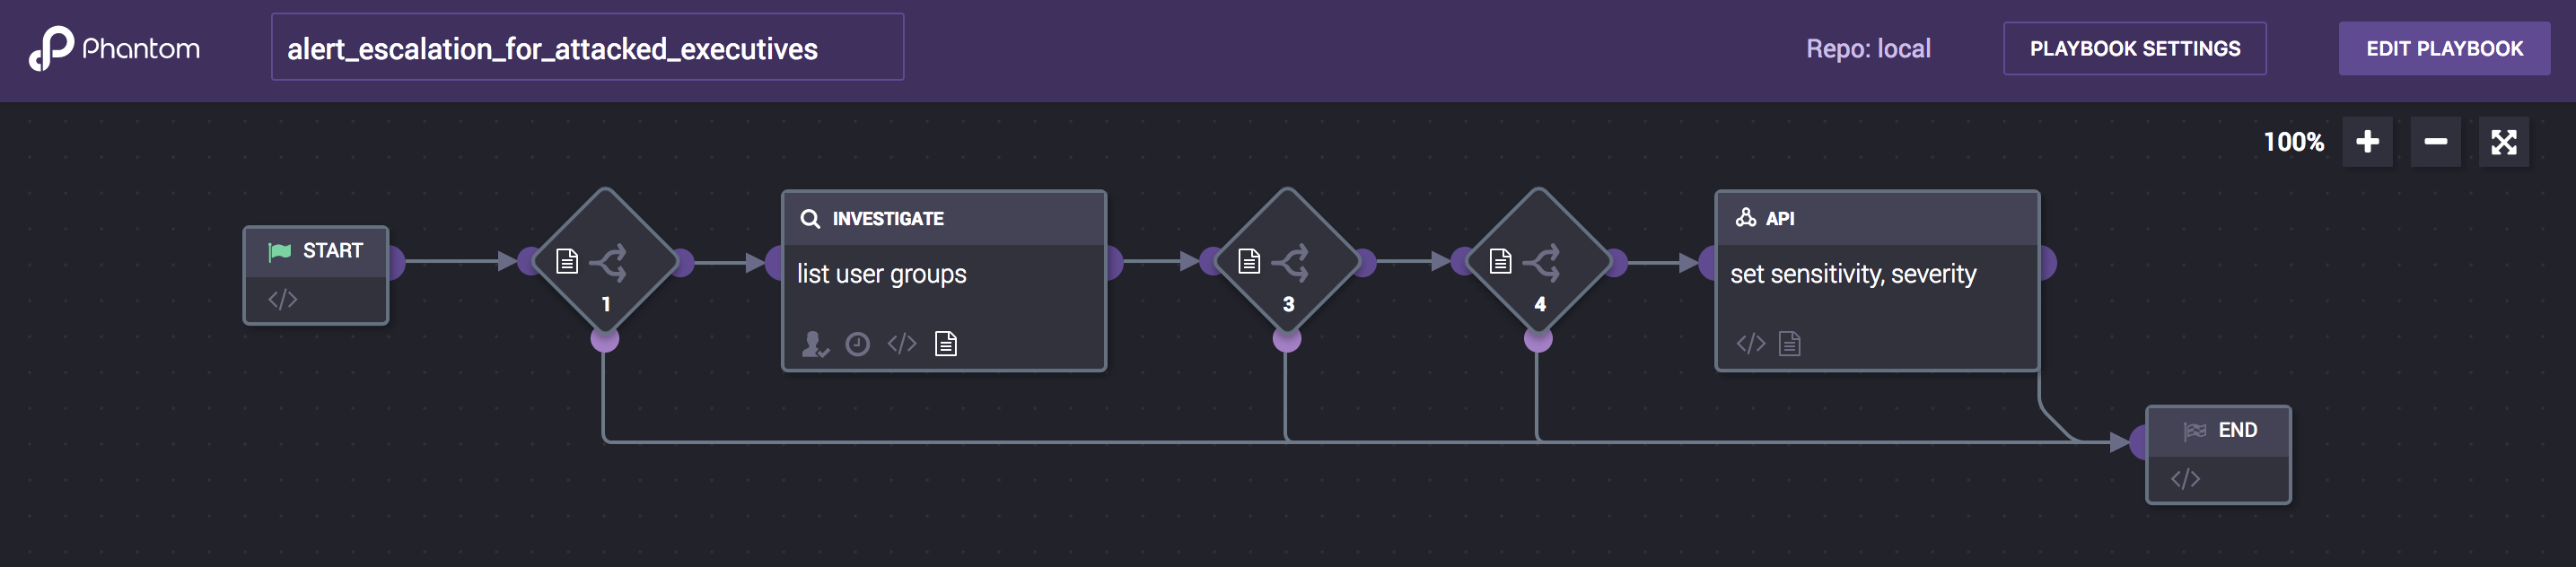 Phantom
alert_escalation_for_attacked_executives
Repo: local
PLAYBOOK SETTINGS
EDIT PLAYBOOK
100%
START
</>
1
INVESTIGATE
list user groups
</>
3
4
API
set sensitivity, severity
</>
END
</>